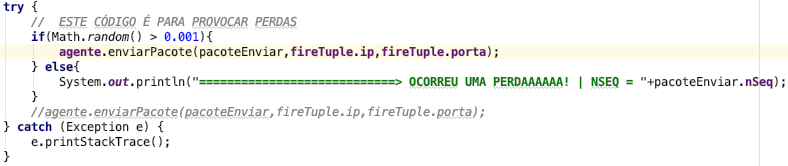 try {
//  ESTE CÓDIGO É PARA PROVOCAR PERDAS
if(Math.random() > 0.001){
agente.enviarPacote(pacoteEnviar,fireTuple.ip,fireTuple.porta);
} else{
System.out.println("============================> OCORREU UMA PERDAAAAAA! | NSEQ = "+pacoteEnviar.nSeq);
}
//agente.enviarPacote(pacoteEnviar,fireTuple.ip,fireTuple.porta);
} catch (Exception e) {
e.printStackTrace();
}